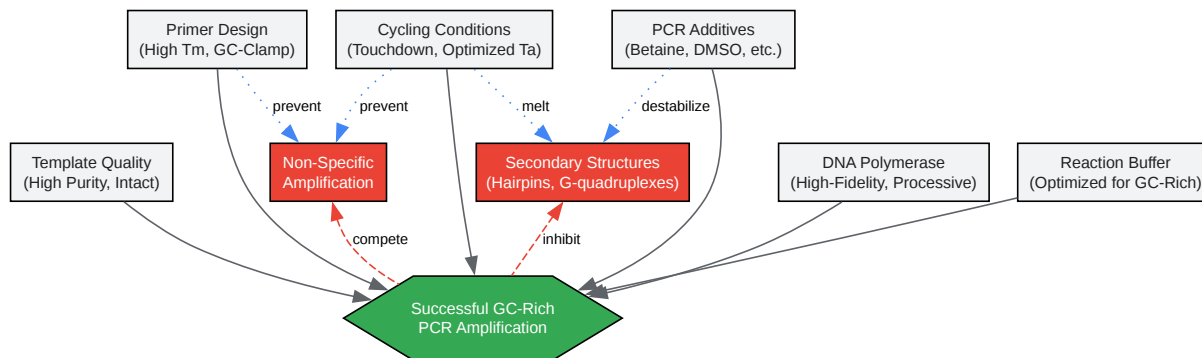 Primer Design
(High Tm, GC-Clamp)
Cycling Conditions
(Touchdown, Optimized Ta)
PCR Additives
(Betaine, DMSO, etc.)
prevent
prevent
melt
destabilize
Template Quality
(High Purity, Intact)
Non-Specific
Amplification
Secondary Structures
(Hairpins, G-quadruplexes)
DNA Polymerase
(High-Fidelity, Processive)
Reaction Buffer
(Optimized for GC-Rich)
compete
inhibit
Successful GC-Rich
PCR Amplification